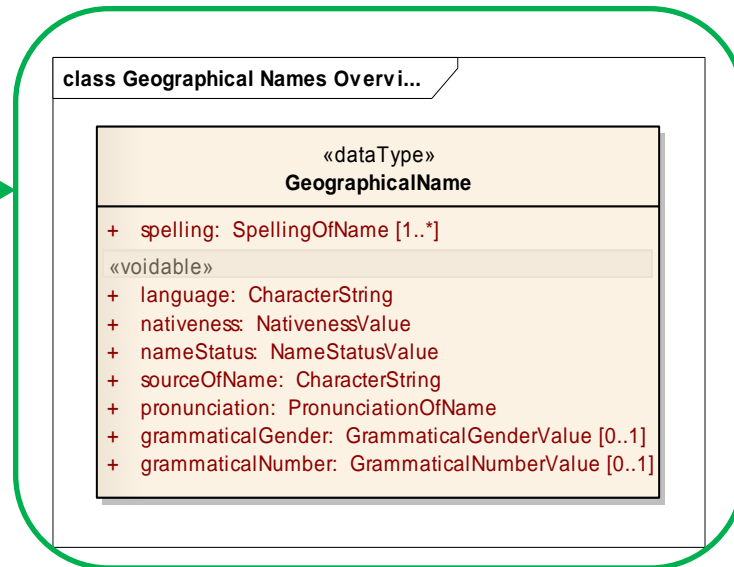 class Geographical Names Overvi...
«dataType»
GeographicalName
+ spelling: SpellingOfName [1..*]
«voidable»
+ language: CharacterString
+ nativeness: NativenessValue
+ nameStatus: NameStatusValue
+ sourceOfName: CharacterString
+ pronunciation: PronunciationOfName
+ grammaticalGender: GrammaticalGenderValue [0..1]
+ grammaticalNumber: GrammaticalNumberValue [0..1]